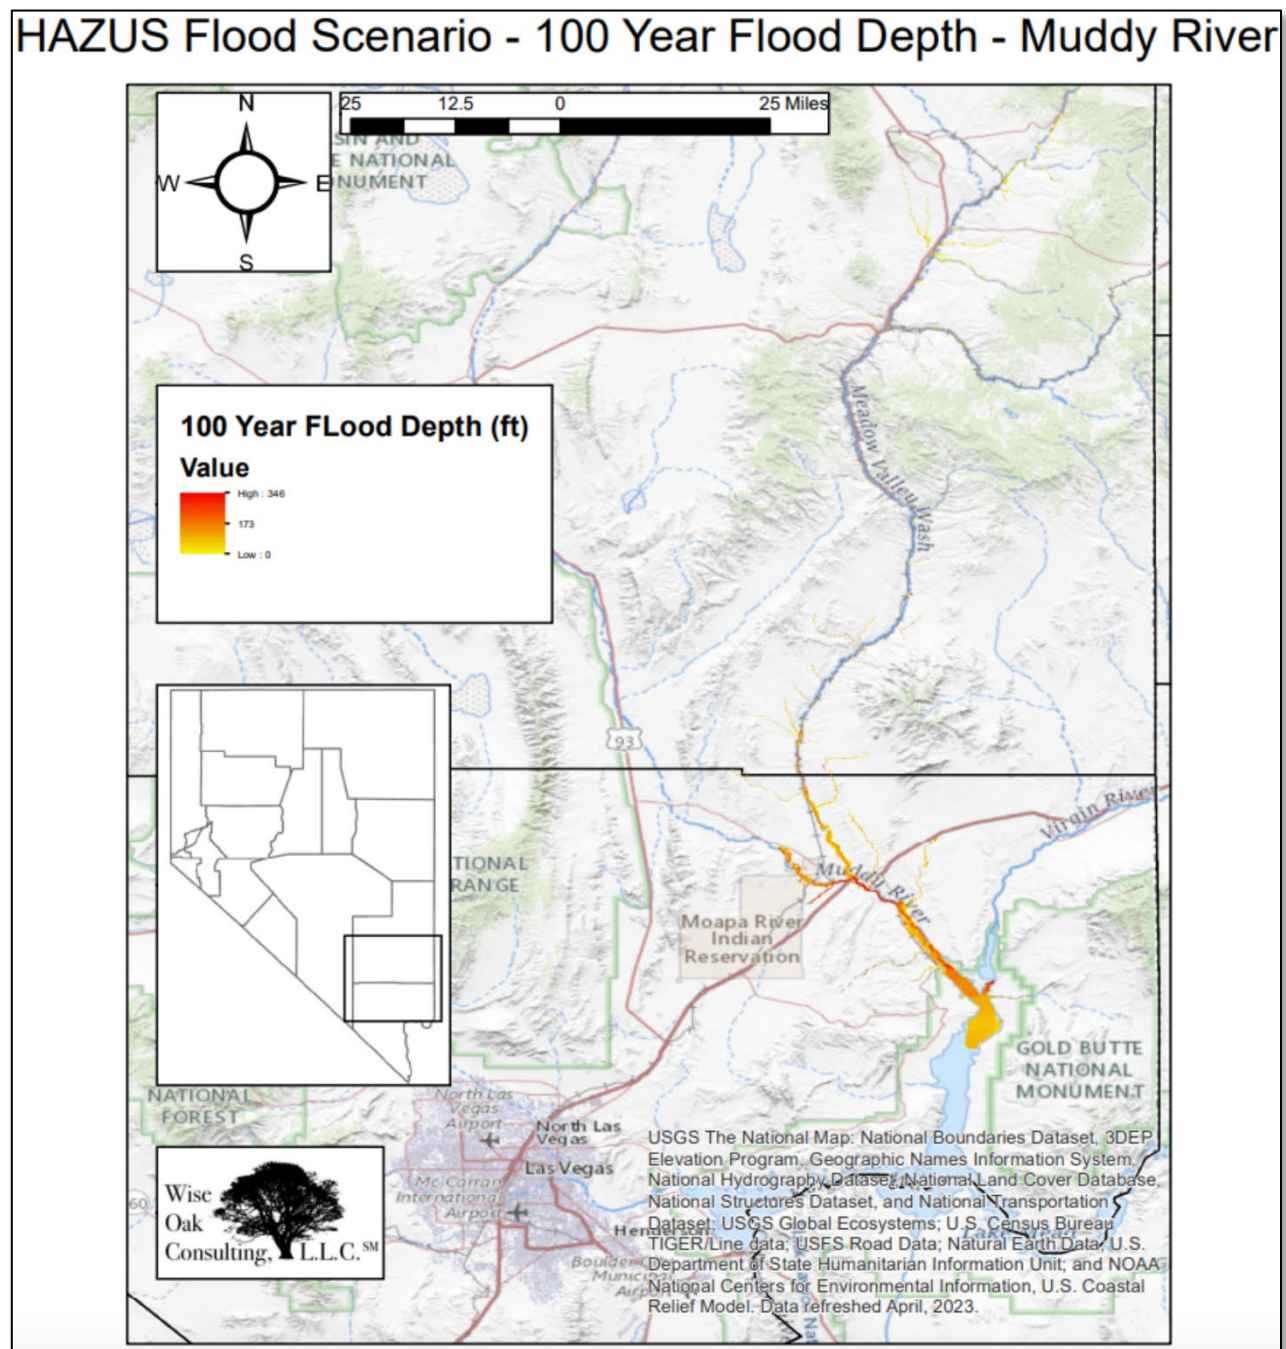 HAZUS Flood Scenario - 100 Year Flood Depth - Muddy River
N
W
E
S
25 12.5 0 25 Miles
SIN AND
E NATIONAL
ONUMENT
100 Year FLood Depth (ft)
Value
High : 346
173
Low : 0
Meadow Valley Wash
93
Virgin River
Muddy River
TIONAL
RANGE
Moapa River
Indian
Reservation
GOLD BUTTE
NATIONAL
MONUMENT
NATIONAL
FOREST
North Las
Vegas
Airport
North Las
Vegas
Las Vegas
Mc Carran
International
Airport
Henderson
Boulder City
Municipal
Airport
60
Wise
Oak
Consulting, L.L.C.℠
USGS The National Map: National Boundaries Dataset, 3DEP
Elevation Program, Geographic Names Information System,
National Hydrography Dataset, National Land Cover Database,
National Structures Dataset, and National Transportation
Dataset; USGS Global Ecosystems; U.S. Census Bureau
TIGER/Line data; USFS Road Data; Natural Earth Data; U.S.
Department of State Humanitarian Information Unit; and NOAA
National Centers for Environmental Information, U.S. Coastal
Relief Model. Data refreshed April, 2023.